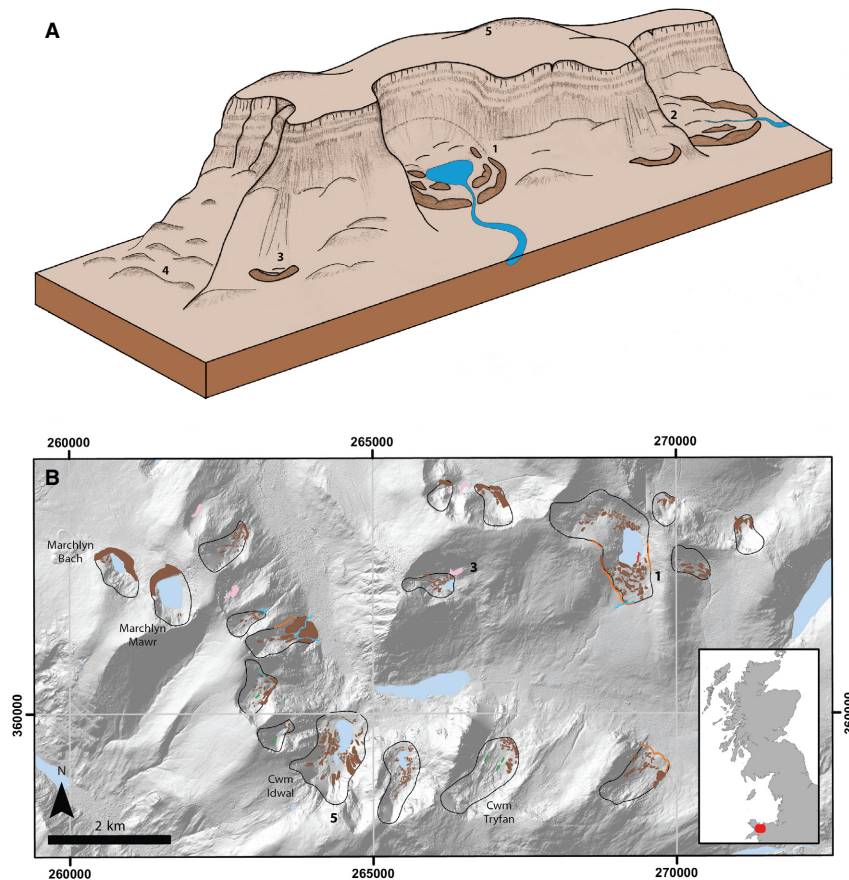 A
5
1
2
3
4
260000
265000
270000
B
Marchlyn
Bach
3
1
Marchlyn
Mawr
360000
360000
N
Cwm
Idwal
5
Cwm
Tryfan
2 km
260000
265000
270000